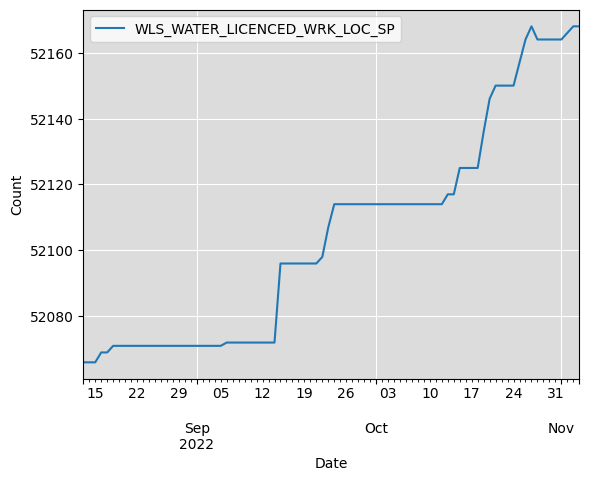 WLS_WATER_LICENCED_WRK_LOC_SP
52160
52140
52120
52100
52080
Count
15 22 29 05 12 19 26 03 10 17 24 31
Sep Oct Nov
2022
Date